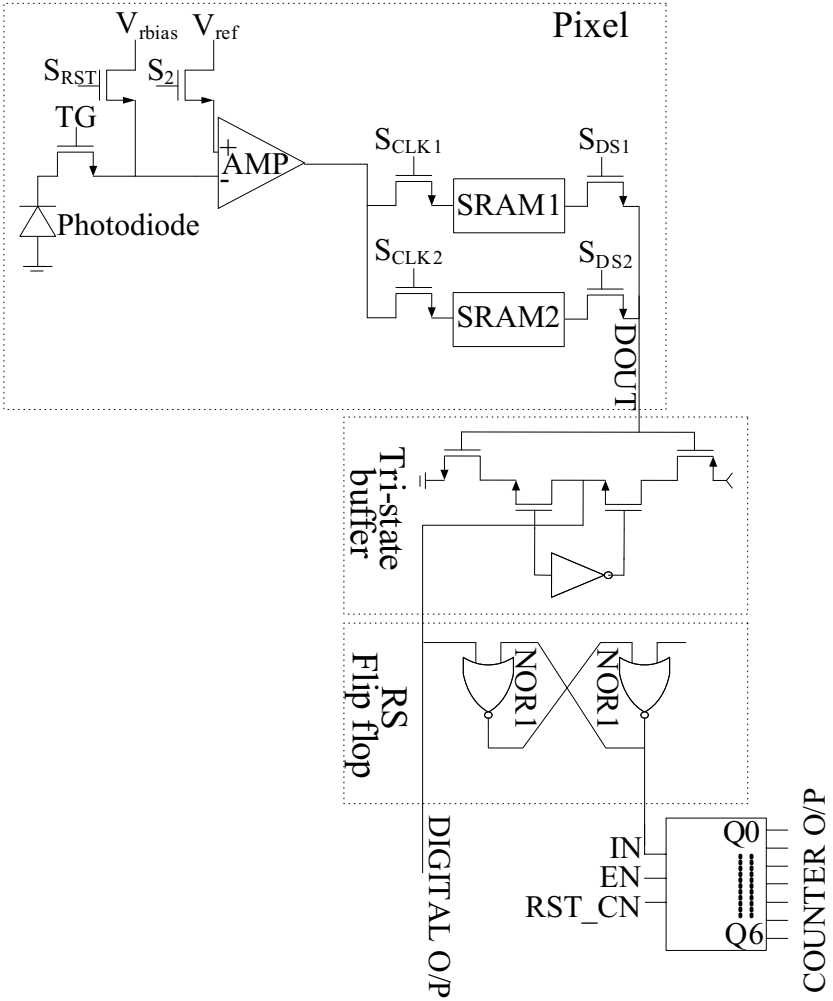 Pixel
V_rbias
V_ref
S_RST
S_2
TG
+
AMP
-
Photodiode
S_CLK1
SRAM1
S_DS1
S_CLK2
SRAM2
S_DS2
DOUT
Tri-state
buffer
RS
Flip flop
NOR1
NOR1
DIGITAL O/P
IN
EN
RST_CN
Q0
Q6
COUNTER O/P